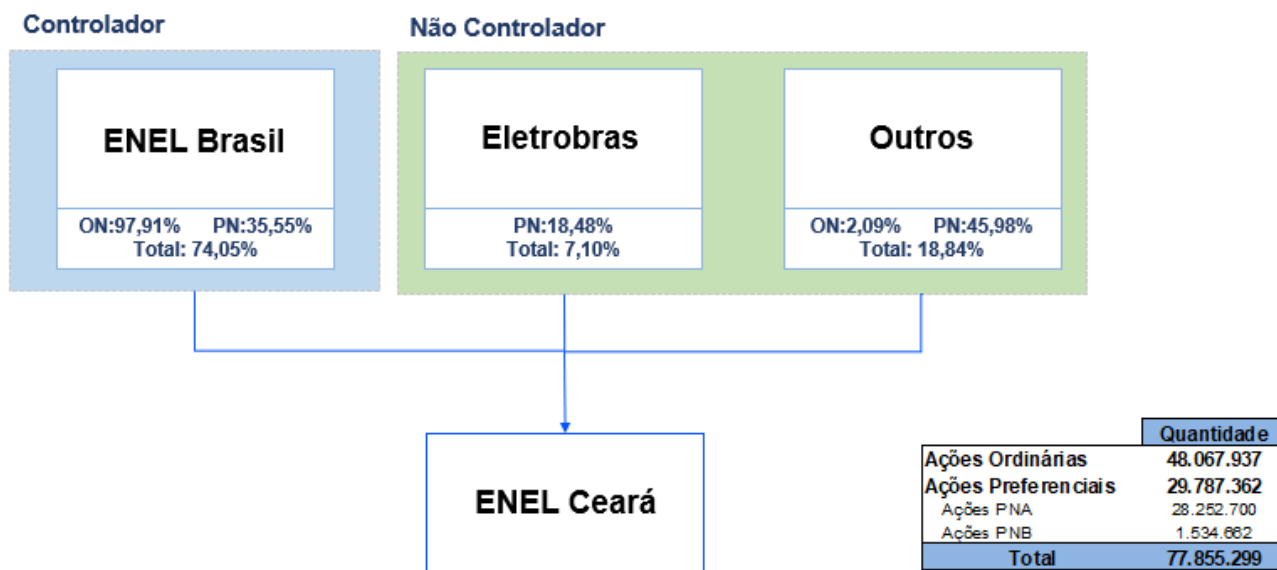 Controlador
Não Controlador
ENEL Brasil
ON:97,91% PN:35,55%
Total: 74,05%
Eletrobras
PN:18,48%
Total: 7,10%
Outros
ON:2,09% PN:45,98%
Total: 18,84%
ENEL Ceará
Quantidade
Ações Ordinárias 48.067.937
Ações Preferenciais 29.787.362
Ações PNA 28.252.700
Ações PNB 1.534.662
Total 77.855.299